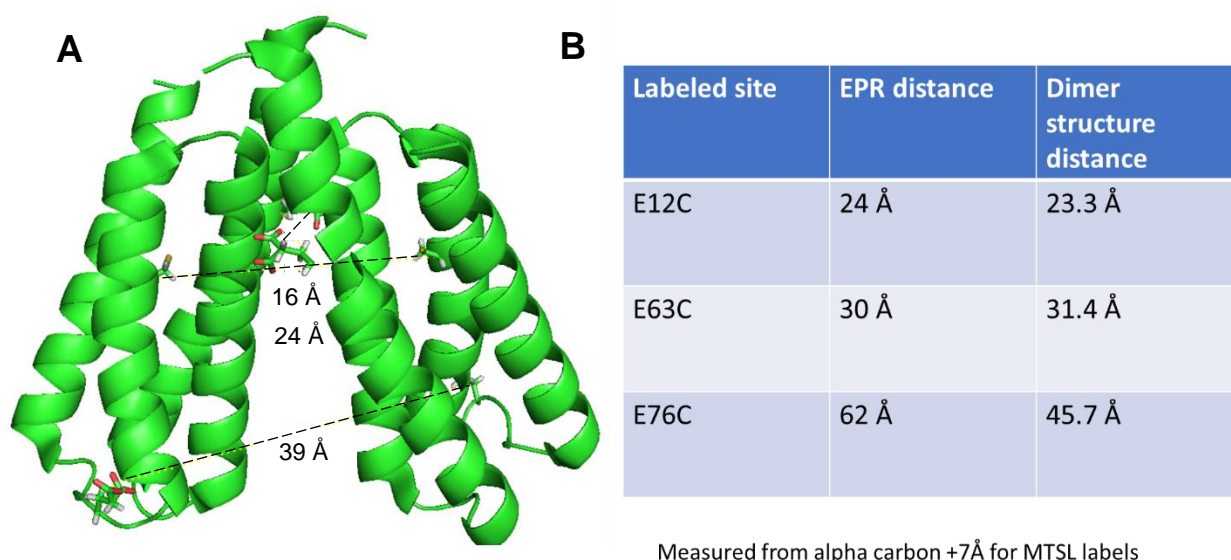 A
B
16 Å
24 Å
39 Å
Labeled site EPR distance Dimer
structure
distance
E12C 24 Å 23.3 Å
E63C 30 Å 31.4 Å
E76C 62 Å 45.7 Å
Measured from alpha carbon +7Å for MTSL labels